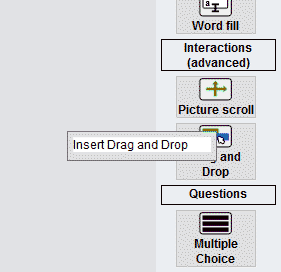 a
Word fill
Interactions
(advanced)
Picture scroll
Insert Drag and Drop
g and
Drop
Questions
Multiple
Choice